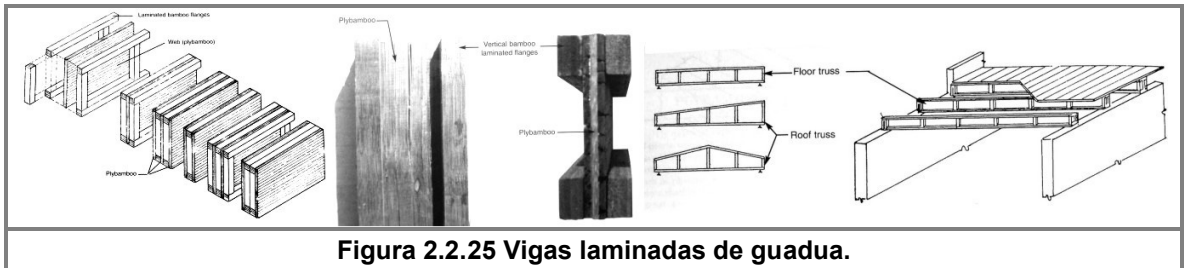 Laminated bamboo flanges
Web (plybamboo)
Plybamboo
Plybamboo
Vertical bamboo
laminated flanges
Plybamboo
Floor truss
Roof truss
Figura 2.2.25 Vigas laminadas de guadua.